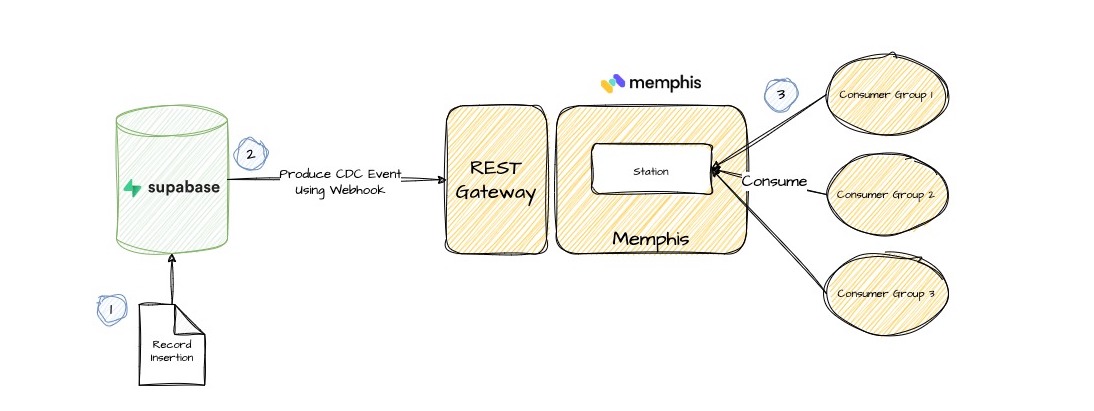 memphis
3
Consumer Group 1
2
supabase
Produce CDC Event
Using Webhook
REST
Gateway
Station
Consume
Consumer Group 2
Memphis
1
Record
Insertion
Consumer Group 3